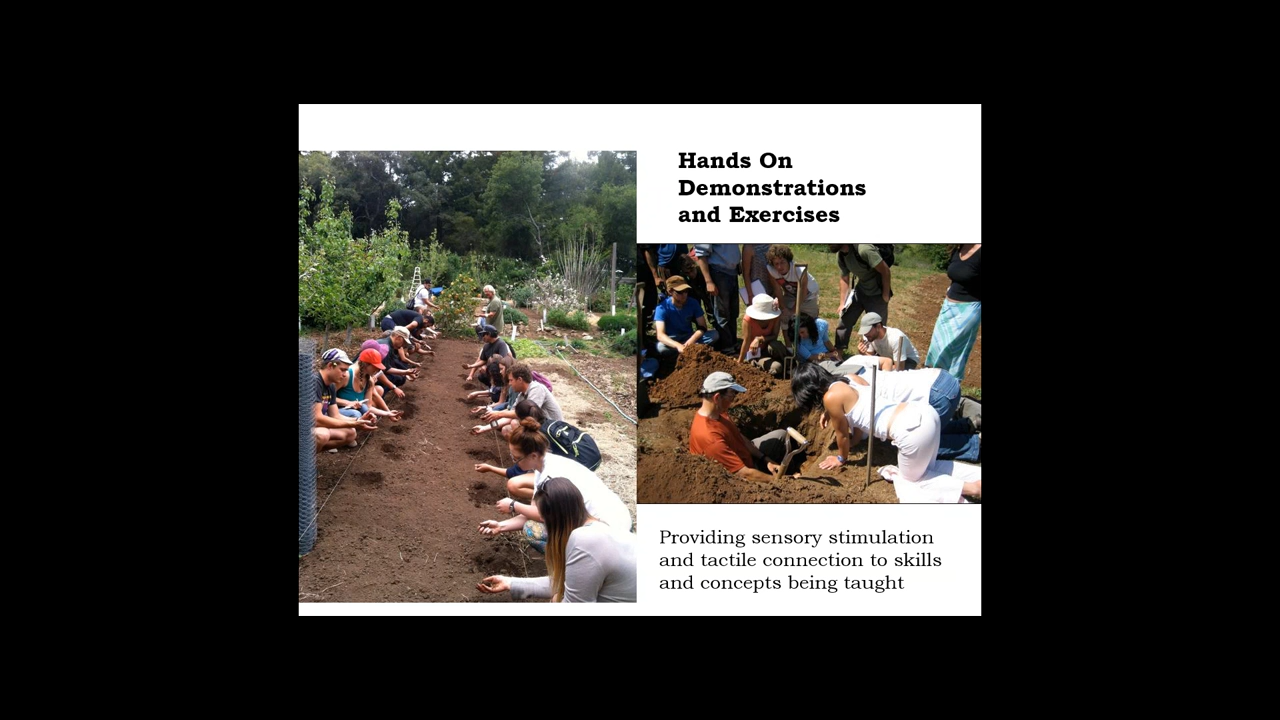 Hands On
Demonstrations
and Exercises
Providing sensory stimulation
and tactile connection to skills
and concepts being taught